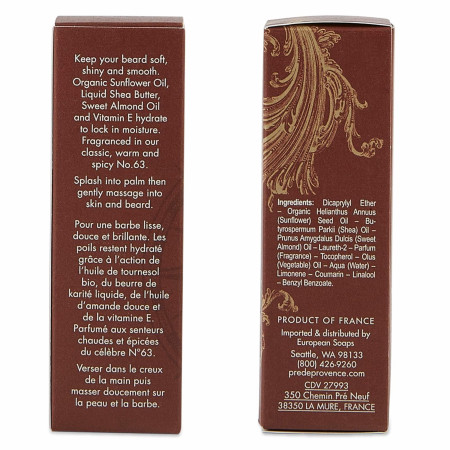 Keep your beard soft,
shiny and smooth.
Organic Sunflower Oil,
Liquid Shea Butter,
Sweet Almond Oil
and Vitamin E hydrate
to lock in moisture.
Fragranced in our
classic, warm and
spicy No.63.
Splash into palm then
gently massage into
skin and beard.
Pour une barbe lisse,
douce et brillante. Les
poils restent hydraté
grâce à l'action de
l'huile de tournesol
bio, du beurre de
karité liquide, de l'huile
d'amande douce et
de la vitamine E.
Parfumé aux senteurs
chaudes et épicées
du célèbre N°63.
Verser dans le creux
de la main puis
masser doucement sur
la peau et la barbe.
Ingredients: Dicaprylyl Ether
– Organic Helianthus Annuus
(Sunflower) Seed Oil – Bu-
tyrospermum Parkii (Shea) Oil –
Prunus Amygdalus Dulcis (Sweet
Almond) Oil – Laureth-2 – Parfum
(Fragrance) – Tocopherol – Olus
(Vegetable) Oil – Aqua (Water) –
Limonene – Coumarin – Linalool
– Benzyl Benzoate.
PRODUCT OF FRANCE
Imported & distributed by
European Soaps
Seattle, WA 98133
(800) 426-9260
predeprovence.com
CDV 27993
350 Chemin Pré Neuf
38350 LA MURE, FRANCE